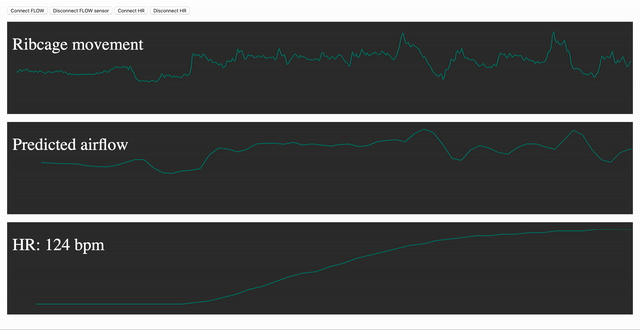 Connect FLOW Disconnect FLOW sensor Connect HR Disconnect HR
Ribcage movement
Predicted airflow
HR: 124 bpm